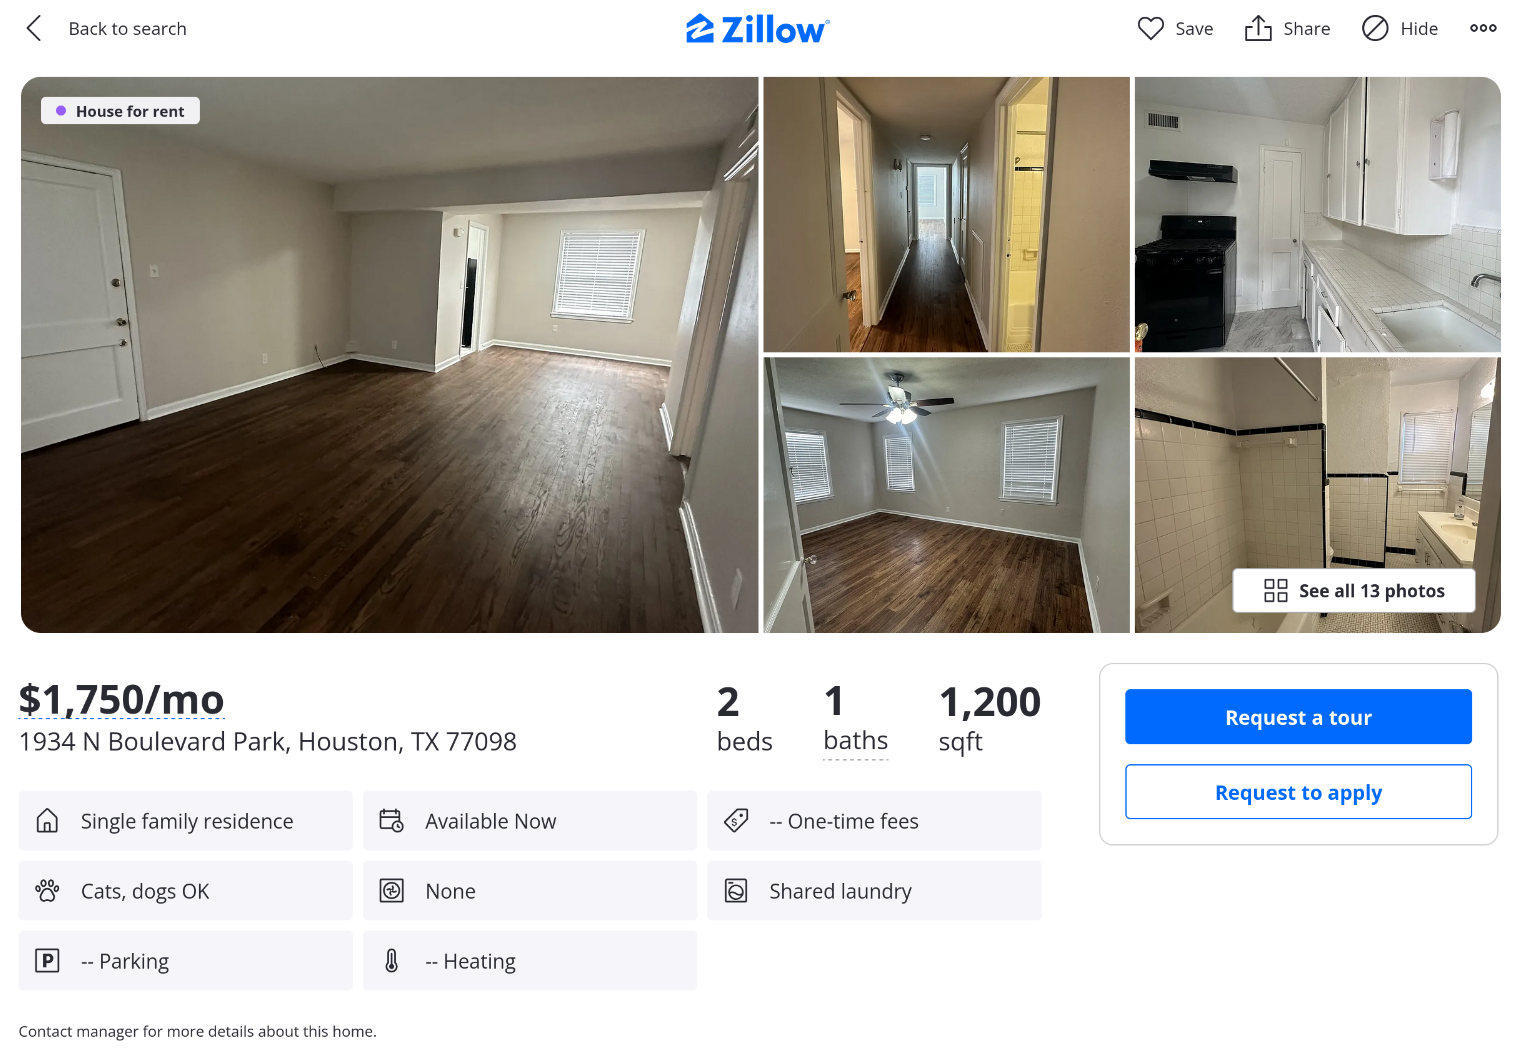 Back to search
Zillow
Save
Share
Hide
House for rent
See all 13 photos
$1,750/mo
1934 N Boulevard Park, Houston, TX 77098
2
beds
1
baths
1,200
sqft
Request a tour
Request to apply
Single family residence
Available Now
-- One-time fees
Cats, dogs OK
None
Shared laundry
P
-- Parking
-- Heating
Contact manager for more details about this home.